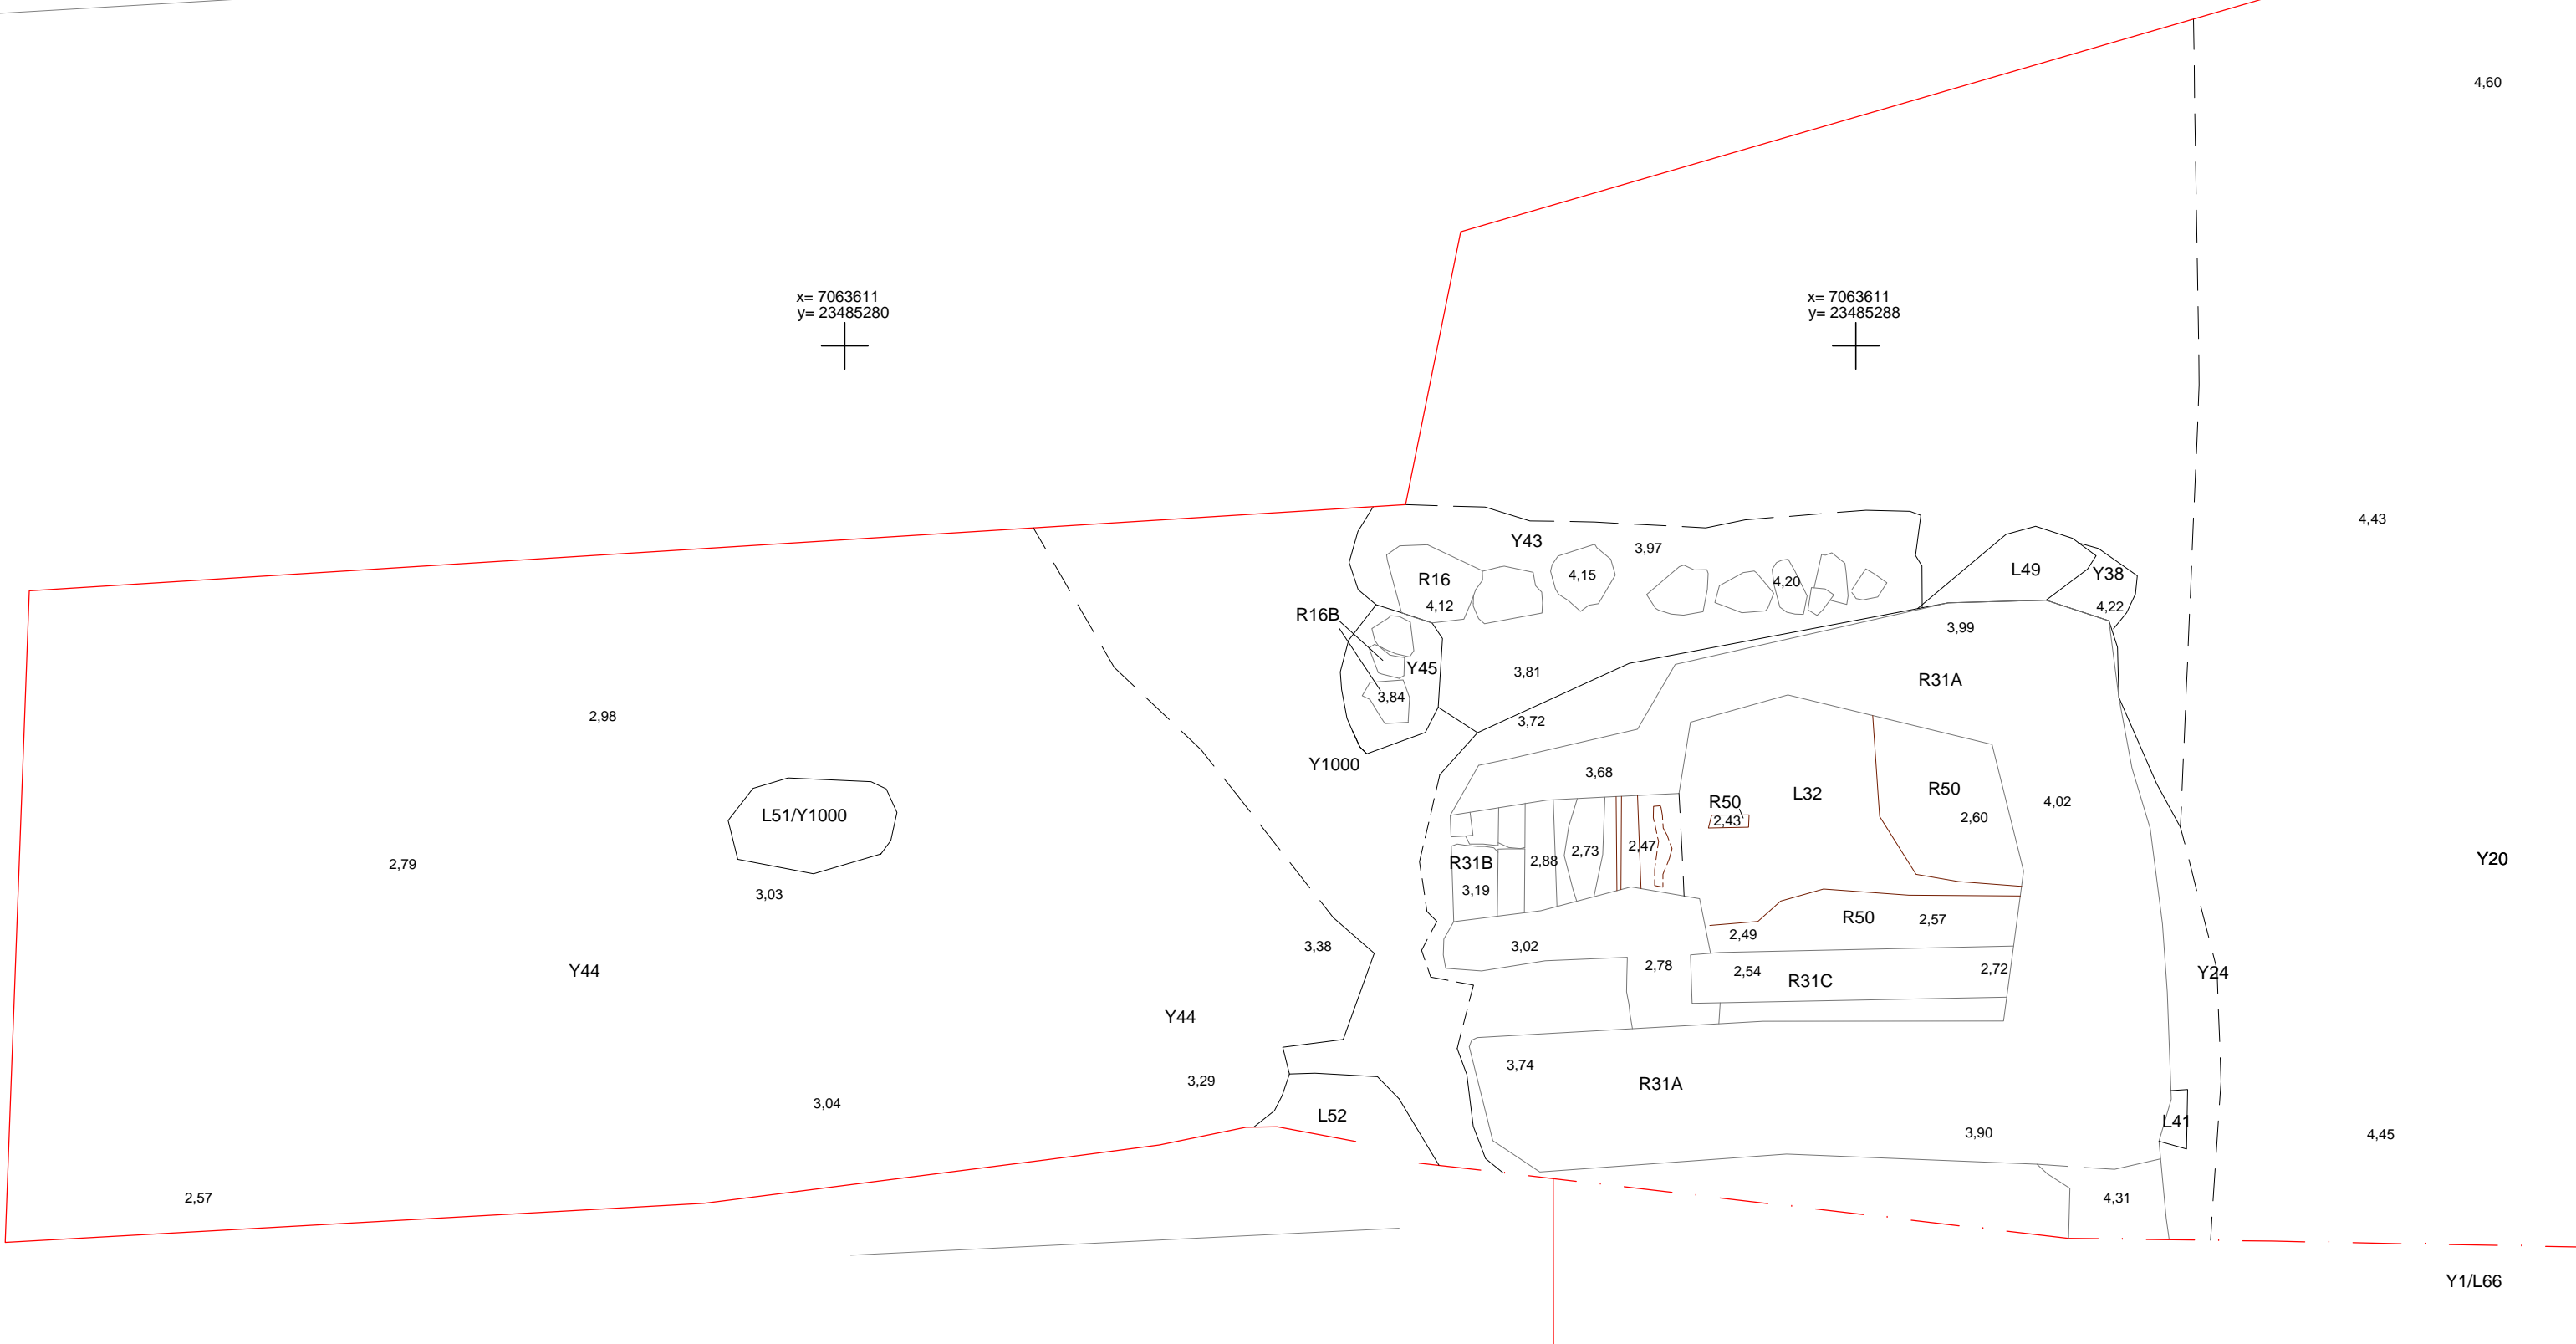 4,60
x= 7063611
y= 23485280
x= 7063611
y= 23485288
4,43
Y43
3,97
L49
Y38
R16
4,15
4,20
4,12
4,22
R16B
3,99
Y45
3,81
R31A
3,84
2,98
3,72
Y1000
3,68
R50
L32
R50
4,02
L51/Y1000
2,43
2,60
2,79
R31B
2,88
2,73
2,47
Y20
3,03
3,19
R50
2,57
3,38
3,02
2,49
Y44
2,78
2,54
2,72
Y24
R31C
Y44
3,74
3,29
R31A
3,04
L52
L41
3,90
4,45
2,57
4,31
Y1/L66